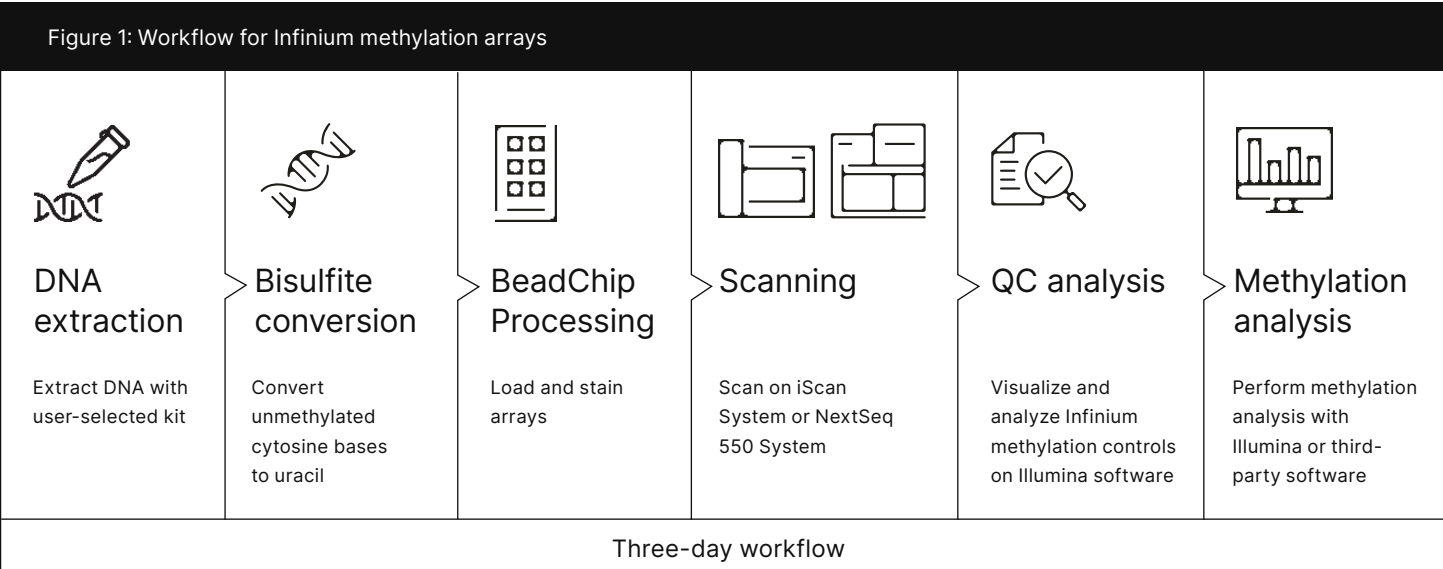 Figure 1: Workflow for Infinium methylation arrays
DNA
extraction
Extract DNA with
user-selected kit
Bisulfite
conversion
Convert
unmethylated
cytosine bases
to uracil
BeadChip
Processing
Load and stain
arrays
Scanning
Scan on iScan
System or NextSeq
550 System
QC analysis
Visualize and
analyze Infinium
methylation controls
on Illumina software
Methylation
analysis
Perform methylation
analysis with
Illumina or third-
party software
Three-day workflow